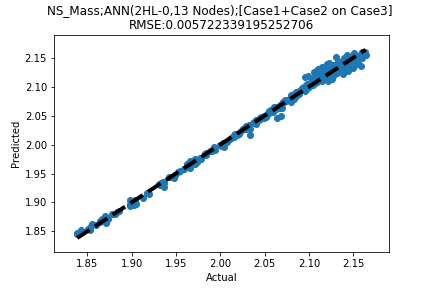 NS_Mass;ANN(2HL-0,13 Nodes);[Case1+Case2 on Case3]
RMSE:0.005722339195252706
2.15
2.10
2.05
2.00
1.95
1.90
1.85
Predicted
1.85 1.90 1.95 2.00 2.05 2.10 2.15
Actual